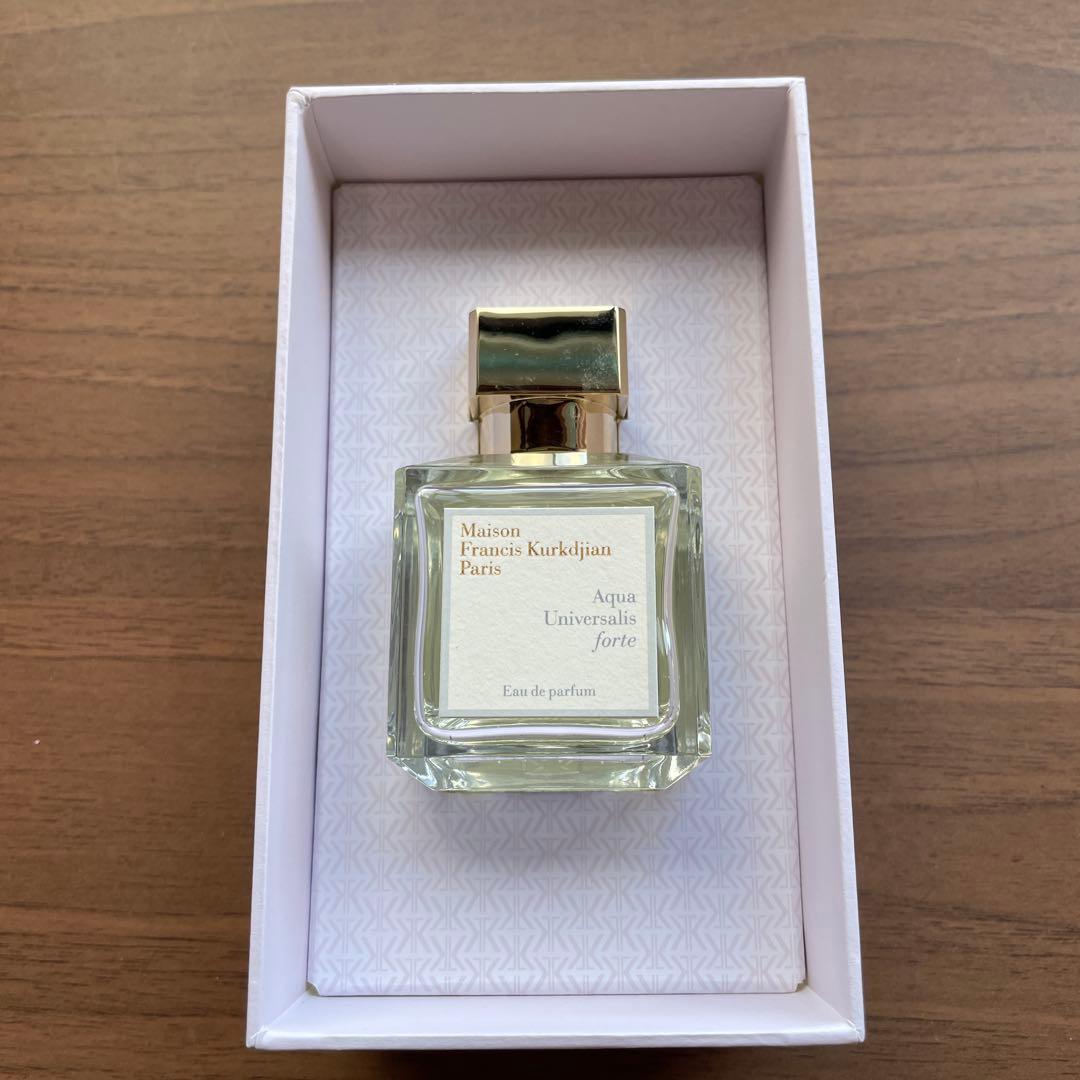 Maison
Francis Kurkdjian
Paris
Aqua
Universalis
forte
Eau de parfum